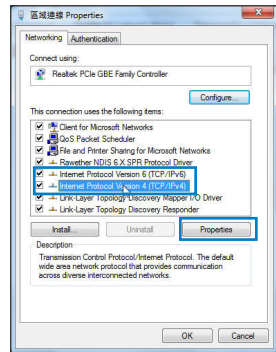 區域連線 Properties
Networking Authentication
Connect using:
Realtek PCIe GBE Family Controller
Configure...
This connection uses the following items:
Client for Microsoft Networks
QoS Packet Scheduler
File and Printer Sharing for Microsoft Networks
Rawether NDIS 6.X SPR Protocol Driver
Internet Protocol Version 6 (TCP/IPv6)
Internet Protocol Version 4 (TCP/IPv4)
Link-Layer Topology Discovery Mapper I/O Driver
Link-Layer Topology Discovery Responder
Install... Uninstall Properties
Description
Transmission Control Protocol/Internet Protocol. The default
wide area network protocol that provides communication
across diverse interconnected networks.
OK Cancel